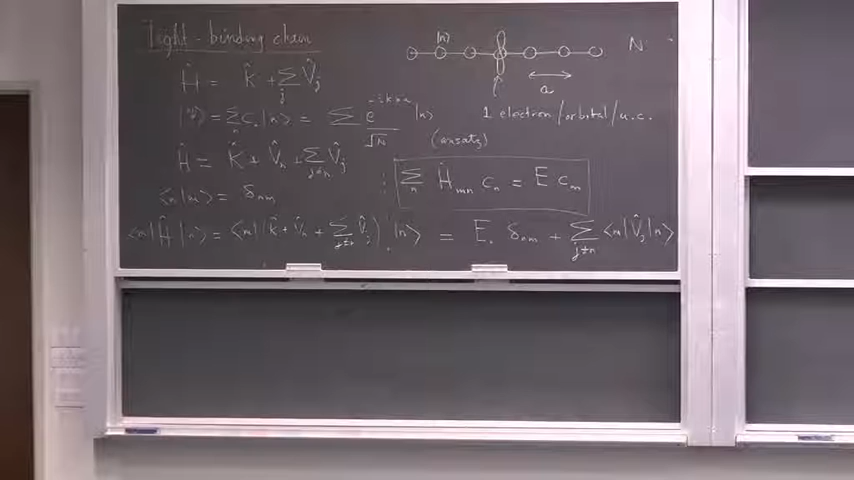 Tight-binding chain
|n> N
a
Ĥ = K̂ + Σ_j V̂_j
|Ψ> = Σ_n C_n |n> = Σ e^{-ikna}/√N |n> 1 electron/orbital/u.c.
(ansatz)
Ĥ = K̂ + V̂_n + Σ_{j≠n} V̂_j
Σ_n H_mn C_n = E C_m
<n|m> = δ_nm
<m|Ĥ|n> = <m|(K̂ + V̂_n + Σ_{j≠n} V̂_j)|n> = E_0 δ_nm + Σ_{j≠n} <m|V̂_j|n>